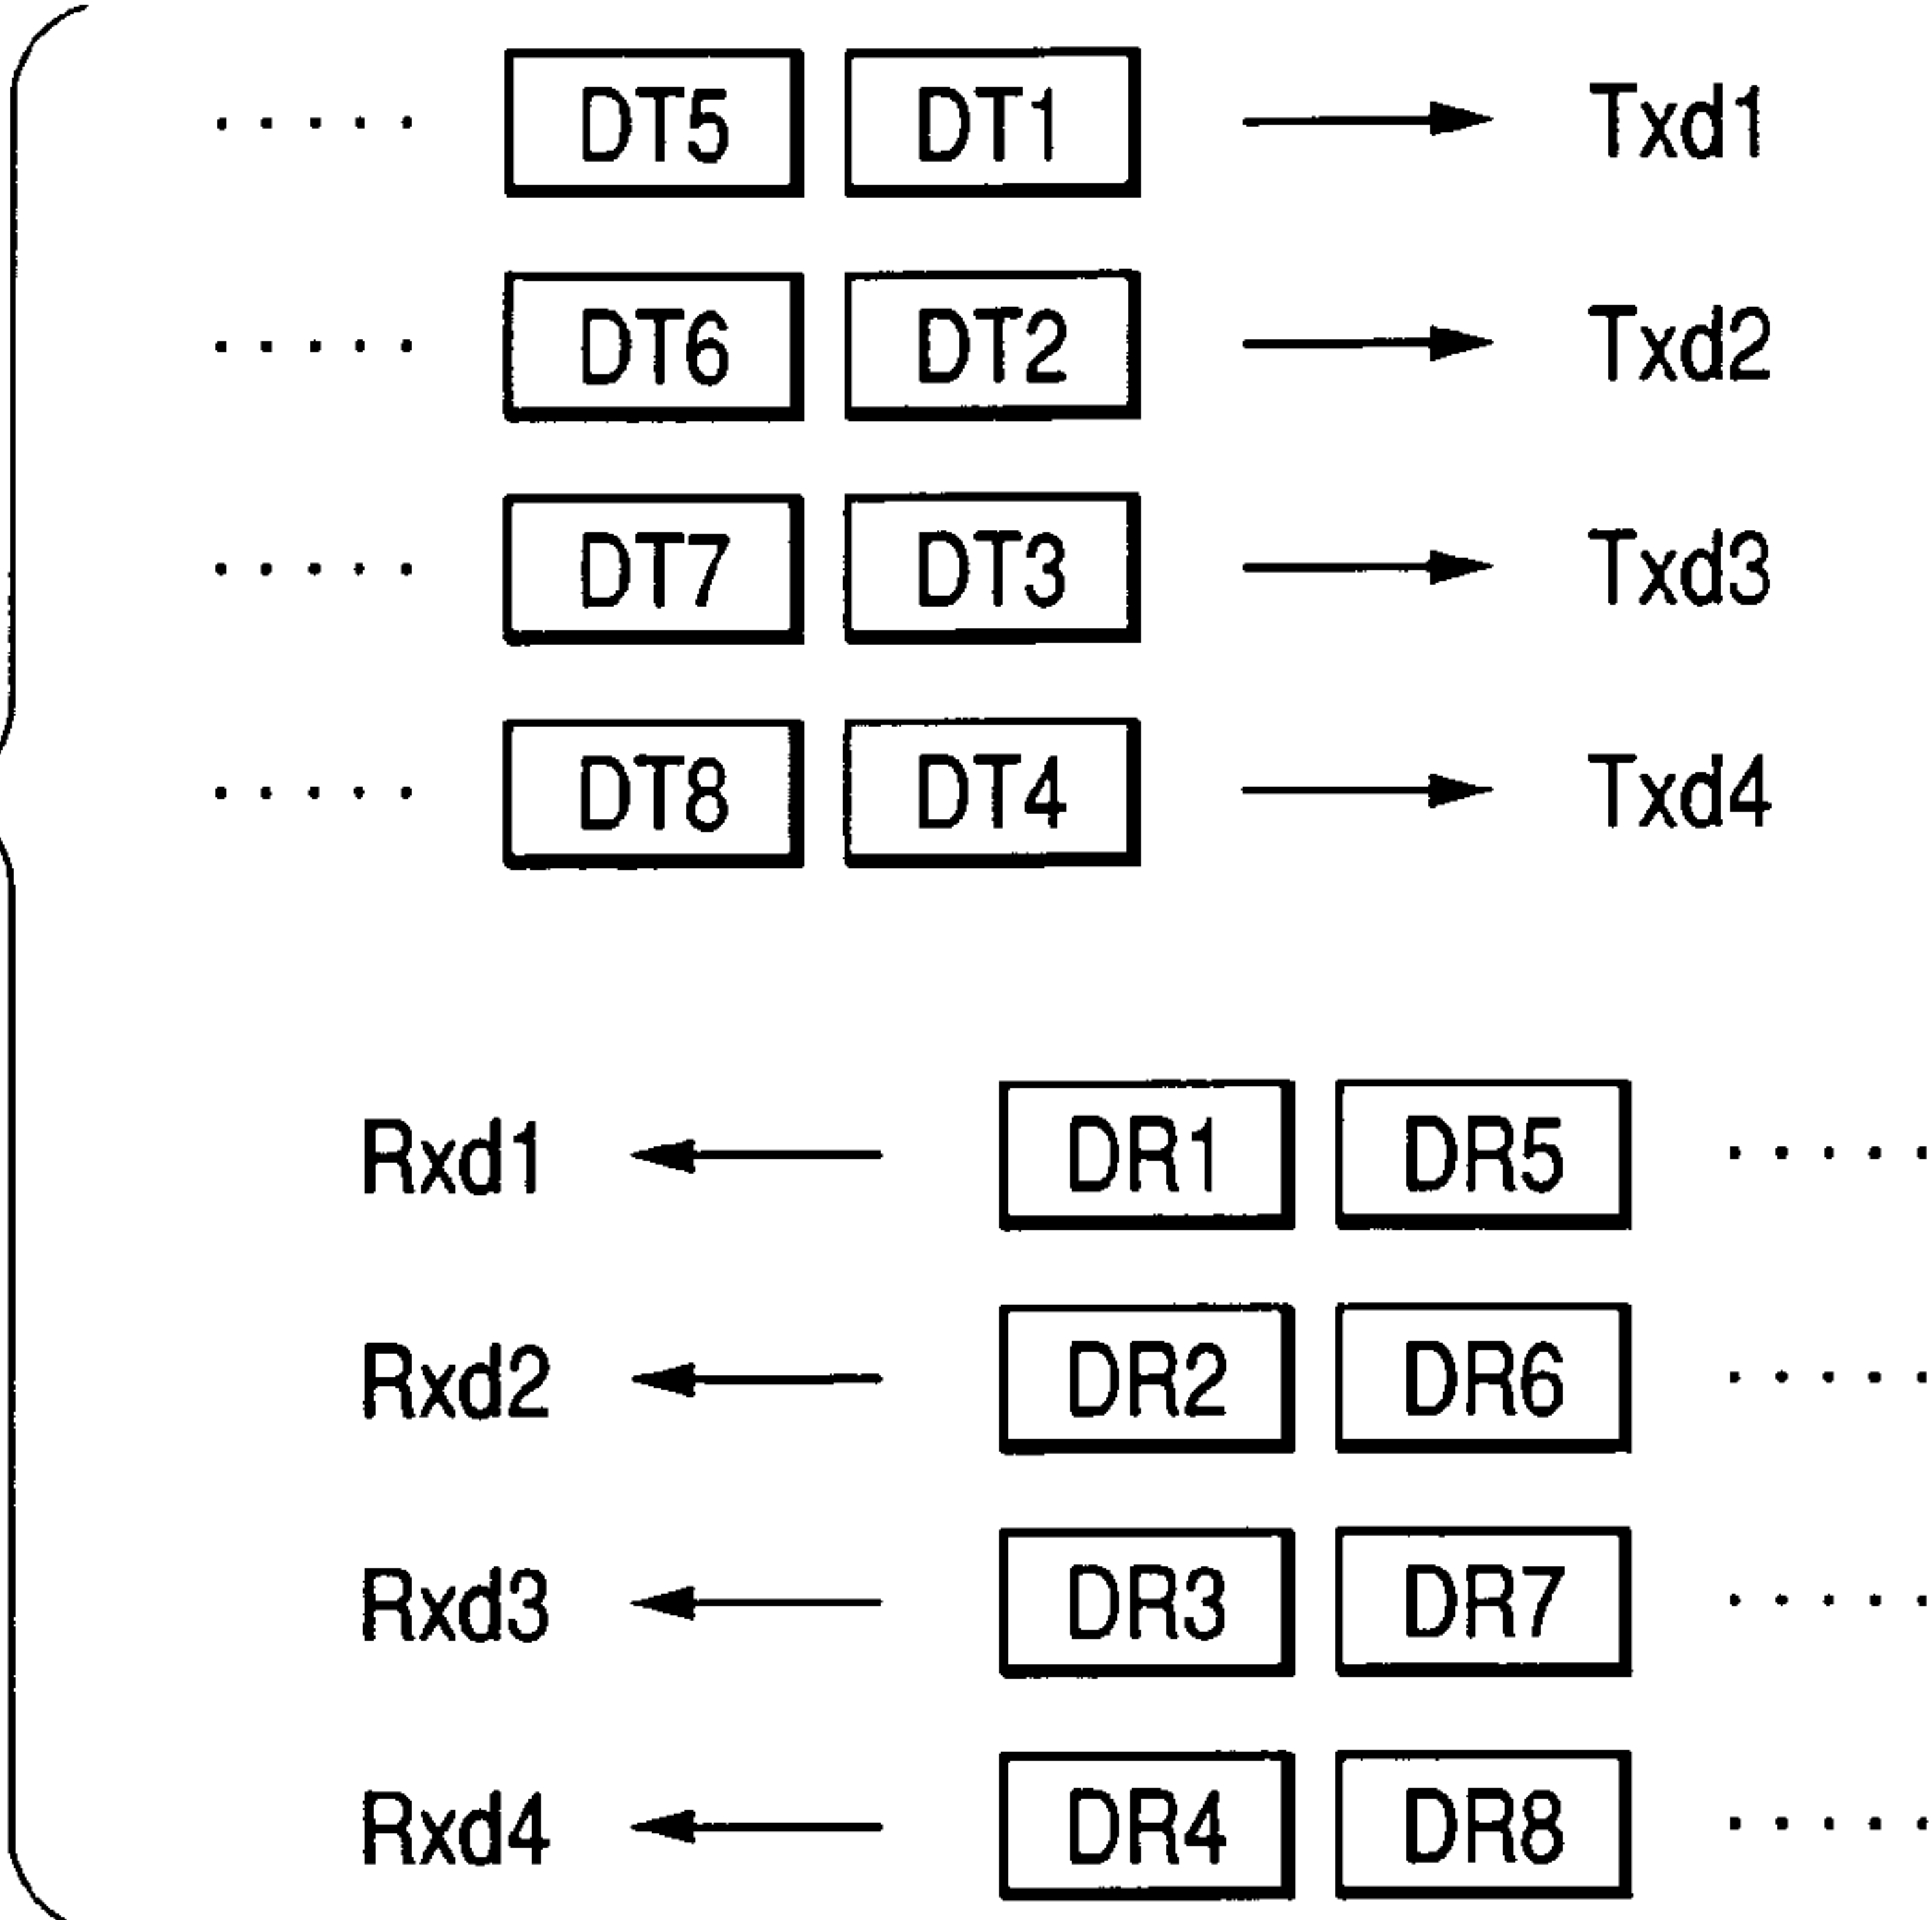 ..... DT5 DT1 Txd1
..... DT6 DT2 Txd2
..... DT7 DT3 Txd3
..... DT8 DT4 Txd4
Rxd1 DR1 DR5 .....
Rxd2 DR2 DR6 .....
Rxd3 DR3 DR7 .....
Rxd4 DR4 DR8 .....